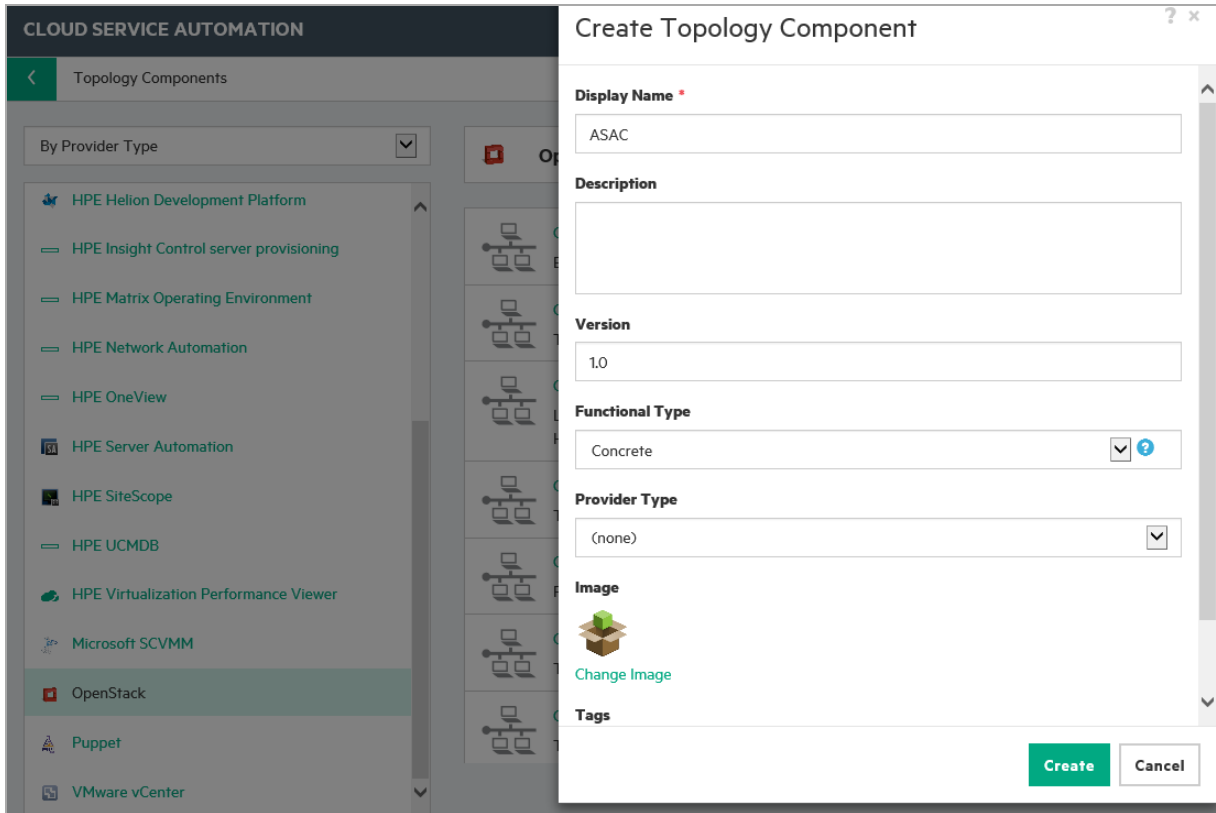 CLOUD SERVICE AUTOMATION
Topology Components
By Provider Type
HPE Helion Development Platform
HPE Insight Control server provisioning
HPE Matrix Operating Environment
HPE Network Automation
HPE OneView
HPE Server Automation
HPE SiteScope
HPE UCMDB
HPE Virtualization Performance Viewer
Microsoft SCVMM
OpenStack
Puppet
VMware vCenter
Create Topology Component
? ×
Display Name *
ASAC
Description
Version
1.0
Functional Type
Concrete
?
Provider Type
(none)
Image
Change Image
Tags
Create
Cancel